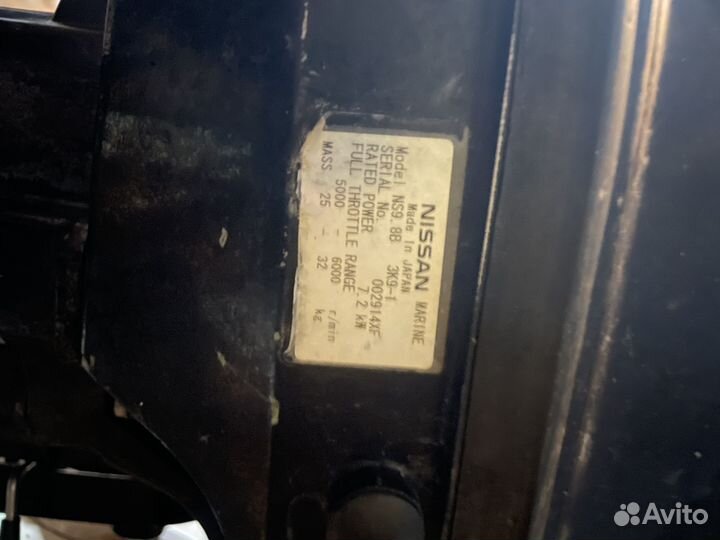 NISSAN MARINE
Made in JAPAN
Model NS9.8B 3K9-1
SERIAL No. 002914XF
RATED POWER 7.2 kW
FULL THROTTLE RANGE
5000 - 6000 r/min
MASS 25 - 32 kg
Avito